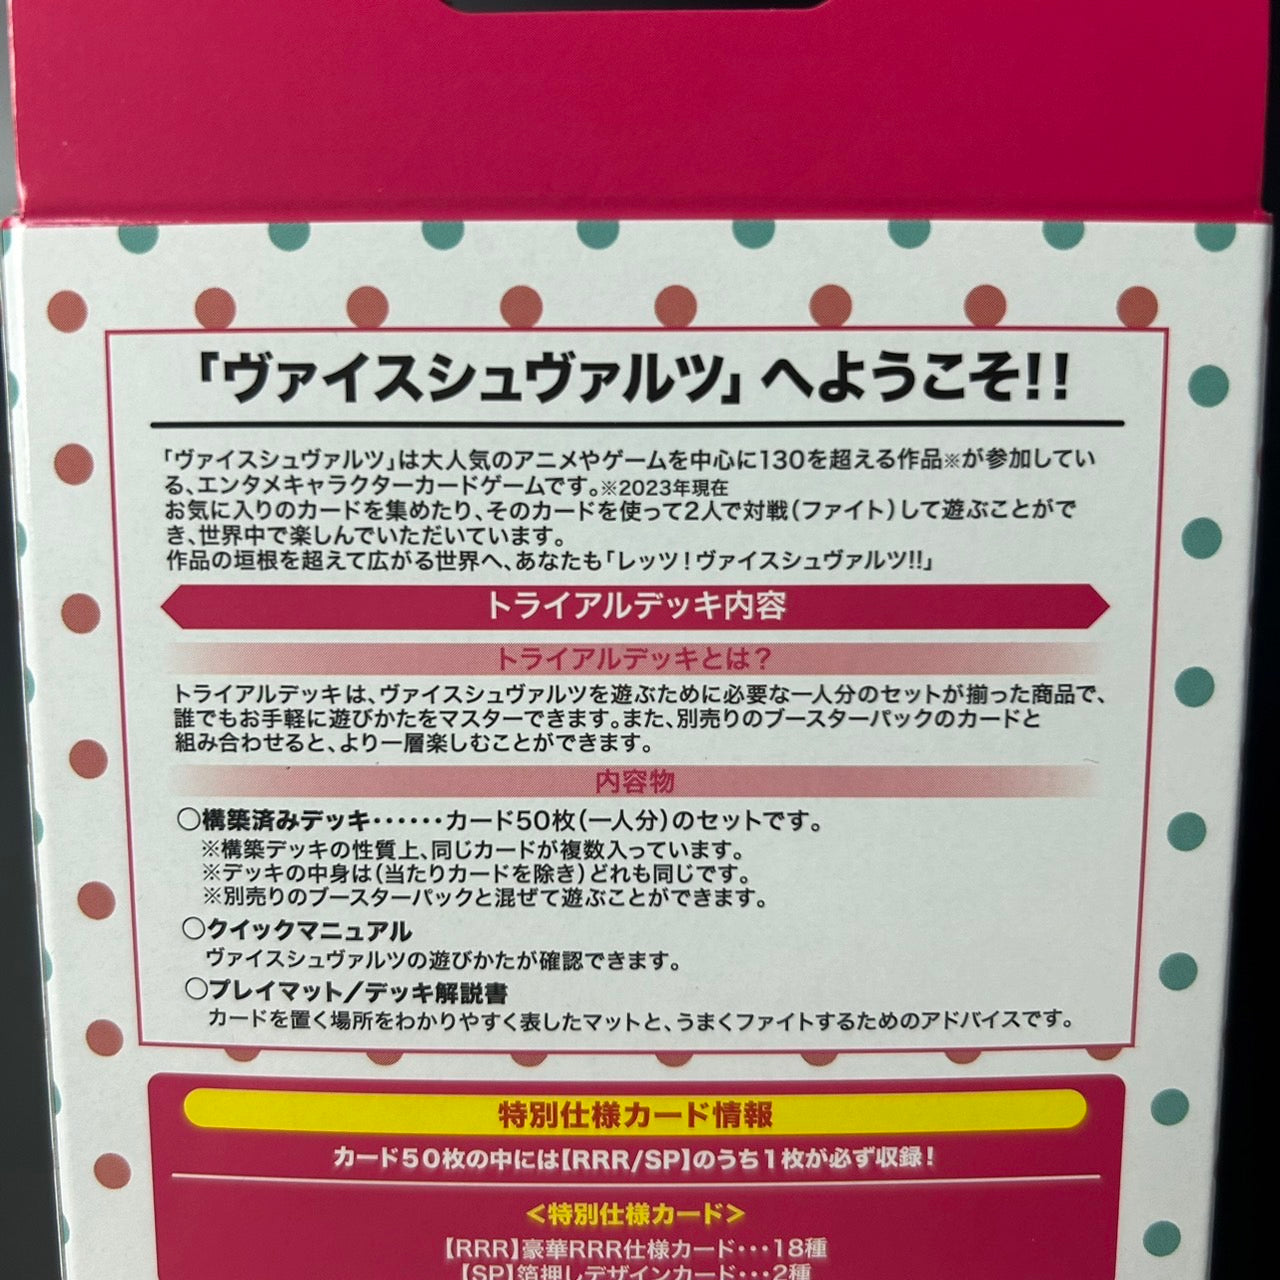 「ヴァイスシュヴァルツ」へようこそ!!
「ヴァイスシュヴァルツ」は大人気のアニメやゲームを中心に130を超える作品※が参加してい
る、エンタメキャラクターカードゲームです。※2023年現在
お気に入りのカードを集めたり、そのカードを使って2人で対戦(ファイト)して遊ぶことがで
き、世界中で楽しんでいただいています。
作品の垣根を超えて広がる世界へ、あなたも「レッツ!ヴァイスシュヴァルツ!!」
トライアルデッキ内容
トライアルデッキとは?
トライアルデッキは、ヴァイスシュヴァルツを遊ぶために必要な一人分のセットが揃った商品で、
誰でもお手軽に遊びかたをマスターできます。また、別売りのブースターパックのカードと
組み合わせると、より一層楽しむことができます。
内容物
○構築済みデッキ······カード50枚(一人分)のセットです。
※構築デッキの性質上、同じカードが複数入っています。
※デッキの中身は(当たりカードを除き)どれも同じです。
※別売りのブースターパックと混ぜて遊ぶことができます。
○クイックマニュアル
ヴァイスシュヴァルツの遊びかたが確認できます。
○プレイマット/デッキ解説書
カードを置く場所をわかりやすく表したマットと、うまくファイトするためのアドバイスです。
特別仕様カード情報
カード50枚の中には【RRR/SP】のうち1枚が必ず収録!
<特別仕様カード>
【RRR】豪華RRR仕様カード···18種
【SP】箔押しデザインカード···2種